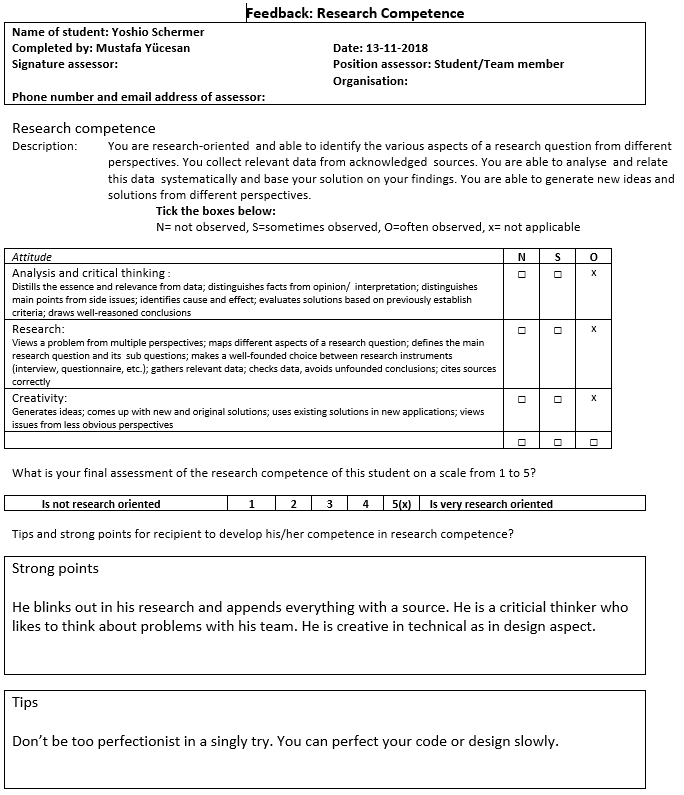 Feedback: Research Competence
Name of student: Yoshio Schermer
Completed by: Mustafa Yücesan Date: 13-11-2018
Signature assessor: Position assessor: Student/Team member
Organisation:
Phone number and email address of assessor:
Research competence
Description: You are research-oriented and able to identify the various aspects of a research question from different
perspectives. You collect relevant data from acknowledged sources. You are able to analyse and relate
this data systematically and base your solution on your findings. You are able to generate new ideas and
solutions from different perspectives.
Tick the boxes below:
N= not observed, S=sometimes observed, O=often observed, x= not applicable
Attitude N S O
Analysis and critical thinking : □ □ x
Distills the essence and relevance from data; distinguishes facts from opinion/ interpretation; distinguishes
main points from side issues; identifies cause and effect; evaluates solutions based on previously establish
criteria; draws well-reasoned conclusions
Research: □ □ x
Views a problem from multiple perspectives; maps different aspects of a research question; defines the main
research question and its sub questions; makes a well-founded choice between research instruments
(interview, questionnaire, etc.); gathers relevant data; checks data, avoids unfounded conclusions; cites sources
correctly
Creativity: □ □ x
Generates ideas; comes up with new and original solutions; uses existing solutions in new applications; views
issues from less obvious perspectives
□ □ □
What is your final assessment of the research competence of this student on a scale from 1 to 5?
Is not research oriented 1 2 3 4 5(x) Is very research oriented
Tips and strong points for recipient to develop his/her competence in research competence?
Strong points
He blinks out in his research and appends everything with a source. He is a criticial thinker who
likes to think about problems with his team. He is creative in technical as in design aspect.
Tips
Don't be too perfectionist in a singly try. You can perfect your code or design slowly.